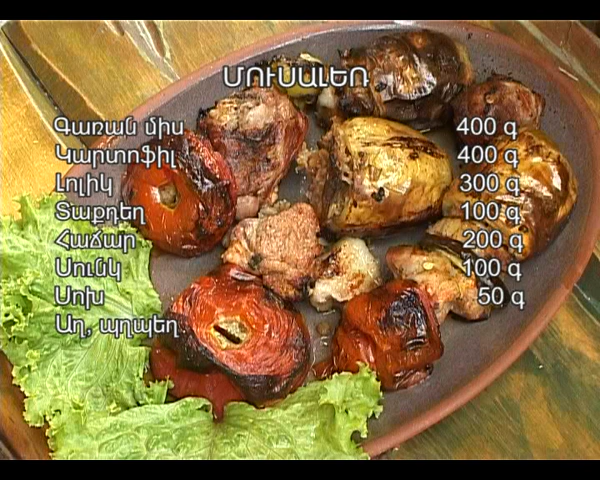 ՄՈՒՍԱԼԵՌ
Գառան միս 400 գ
Կարտոֆիլ 400 գ
Լոլիկ 300 գ
Տաքդեղ 100 գ
Հաճար 200 գ
Սունկ 100 գ
Սոխ 50 գ
Աղ, պղպեղ